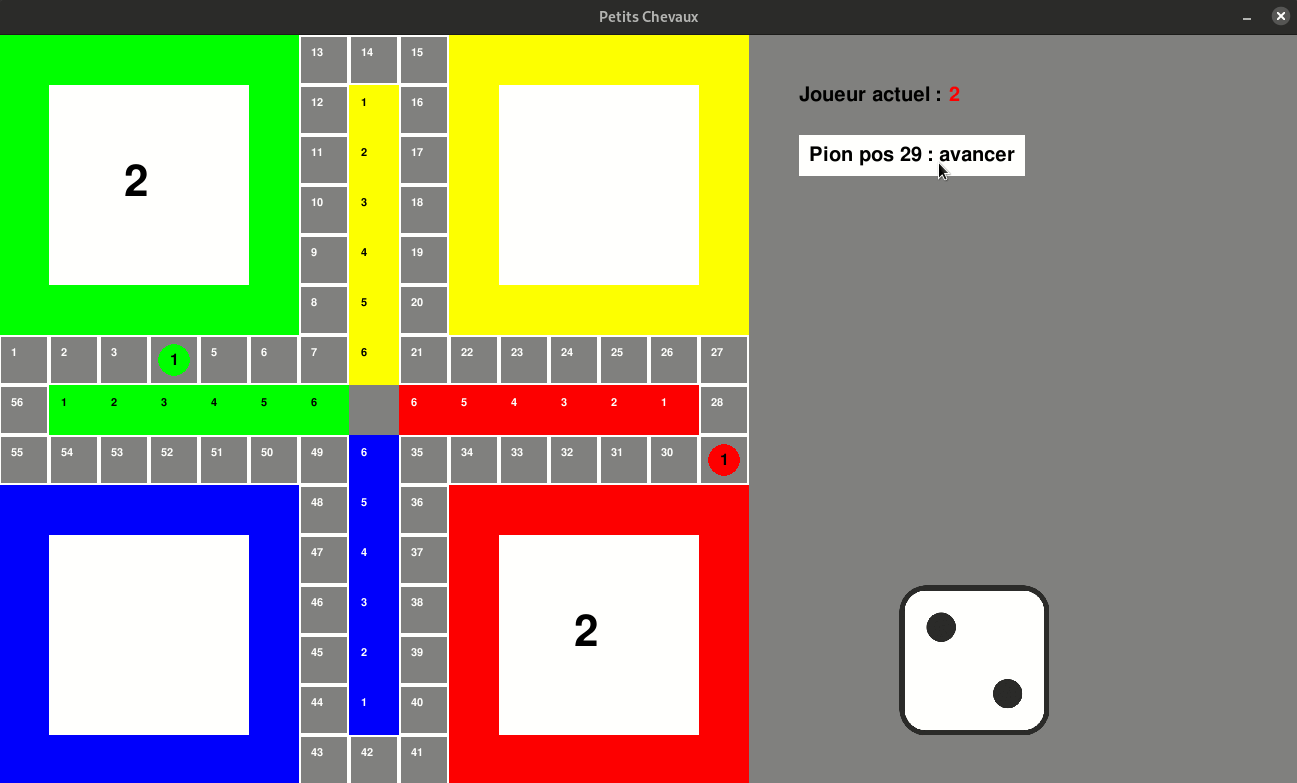 Petits Chevaux
13 14 15
Joueur actuel : 2
12 1 16
Pion pos 29 : avancer
11 2 17
2
10 3 18
9 4 19
8 5 20
1 2 3 1 5 6 7 6 21 22 23 24 25 26 27
56 1 2 3 4 5 6 6 5 4 3 2 1 28
55 54 53 52 51 50 49 6 35 34 33 32 31 30 1
48 5 36
47 4 37
46 3 38
2
45 2 39
44 1 40
43 42 41